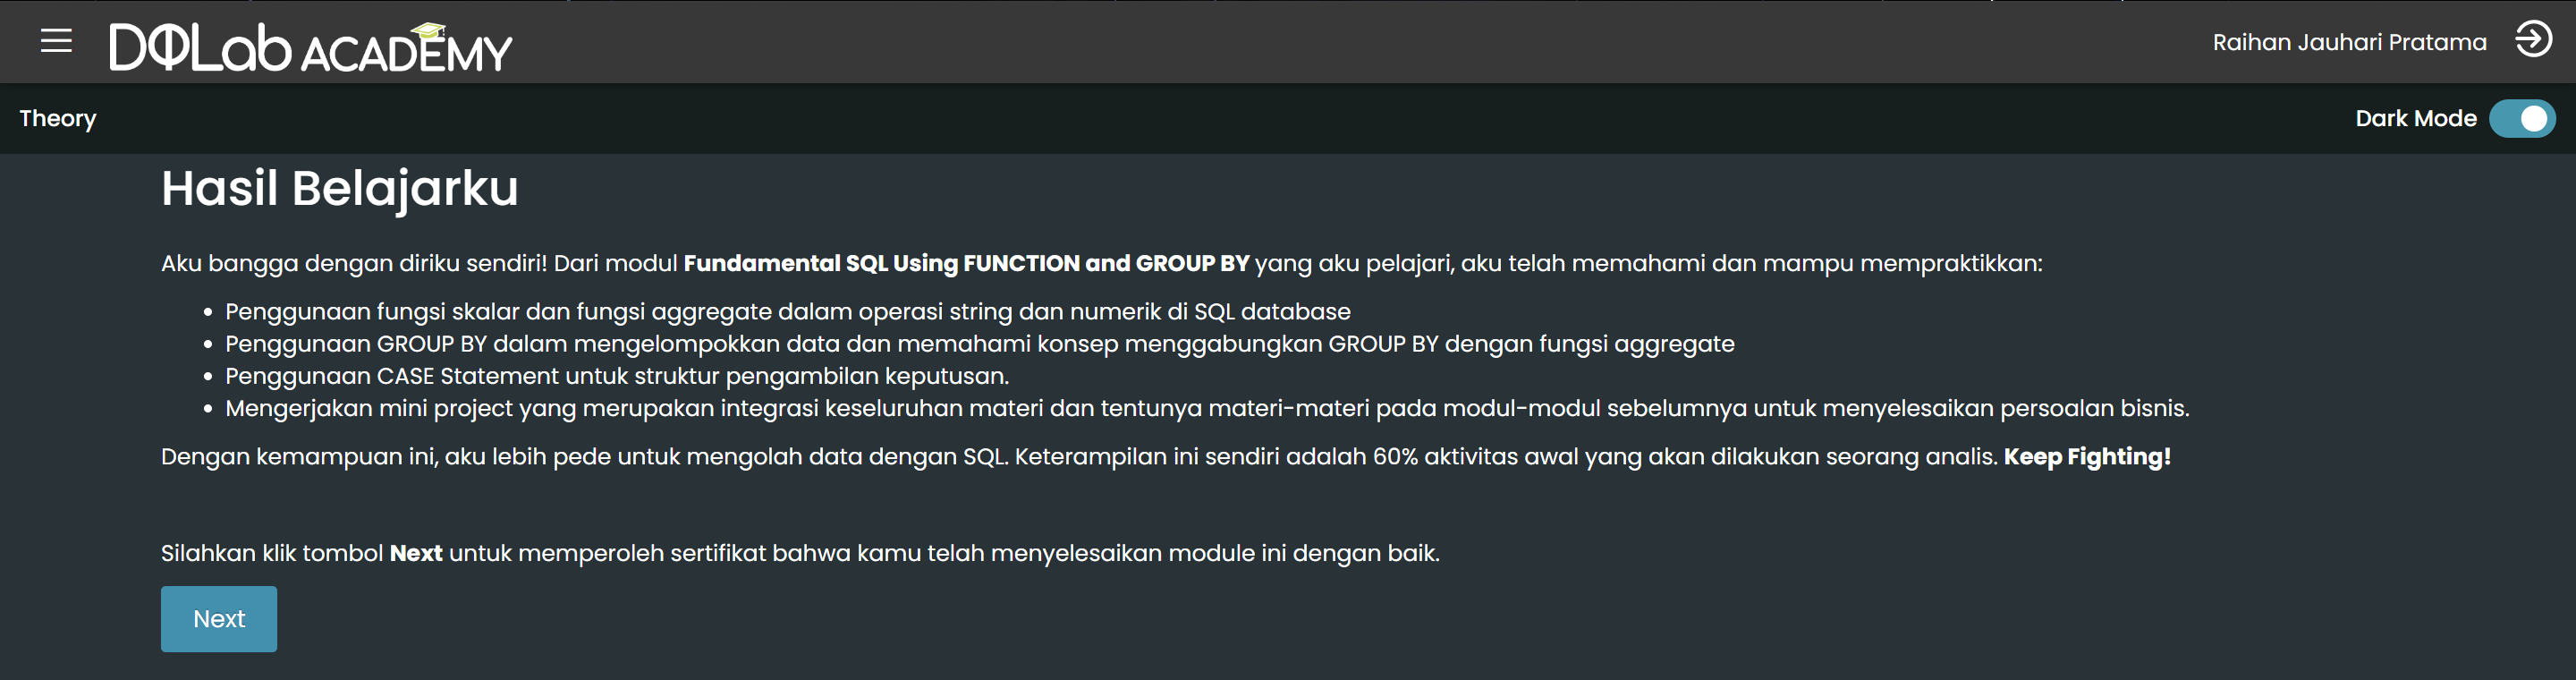 DQLab ACADEMY
Raihan Jauhari Pratama
Theory
Dark Mode
Hasil Belajarku
Aku bangga dengan diriku sendiri! Dari modul Fundamental SQL Using FUNCTION and GROUP BY yang aku pelajari, aku telah memahami dan mampu mempraktikkan:
• Penggunaan fungsi skalar dan fungsi aggregate dalam operasi string dan numerik di SQL database
• Penggunaan GROUP BY dalam mengelompokkan data dan memahami konsep menggabungkan GROUP BY dengan fungsi aggregate
• Penggunaan CASE Statement untuk struktur pengambilan keputusan.
• Mengerjakan mini project yang merupakan integrasi keseluruhan materi dan tentunya materi-materi pada modul-modul sebelumnya untuk menyelesaikan persoalan bisnis.
Dengan kemampuan ini, aku lebih pede untuk mengolah data dengan SQL. Keterampilan ini sendiri adalah 60% aktivitas awal yang akan dilakukan seorang analis. Keep Fighting!
Silahkan klik tombol Next untuk memperoleh sertifikat bahwa kamu telah menyelesaikan module ini dengan baik.
Next